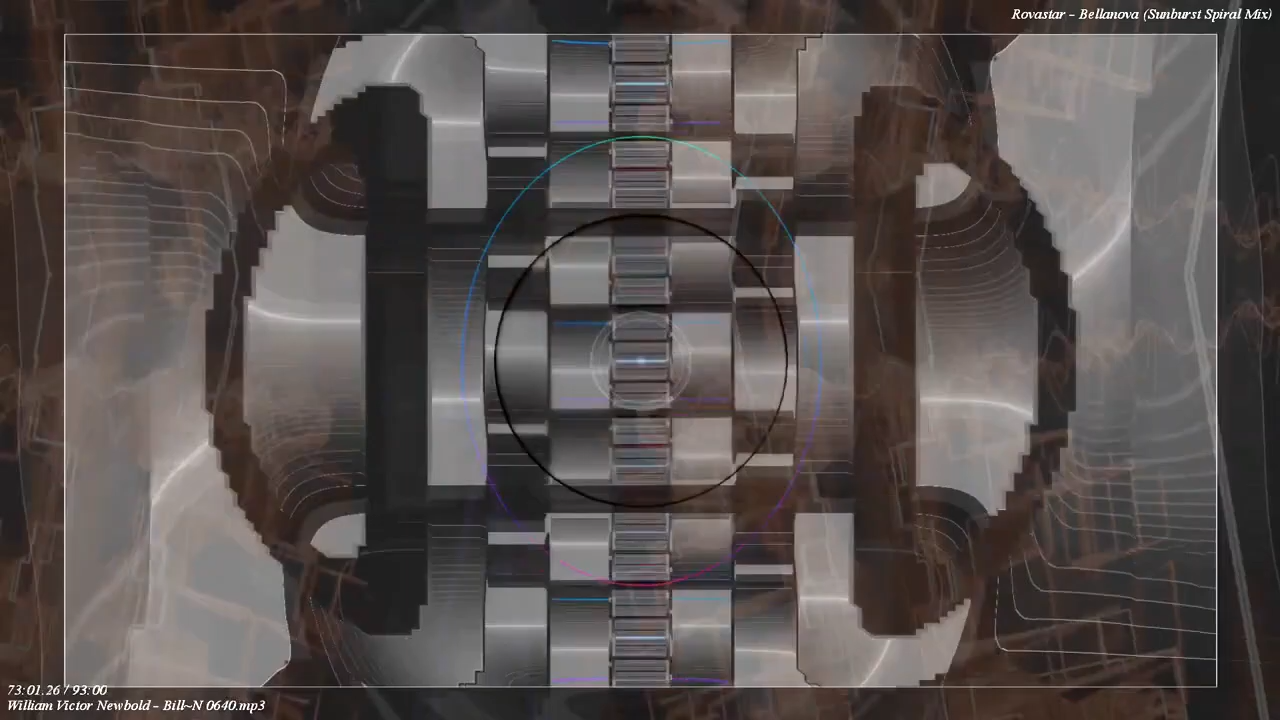 Rovastar - Bellanova (Sunburst Spiral Mix)
73:01.26 / 93:00
William Victor Newbold - Bill~N 0640.mp3